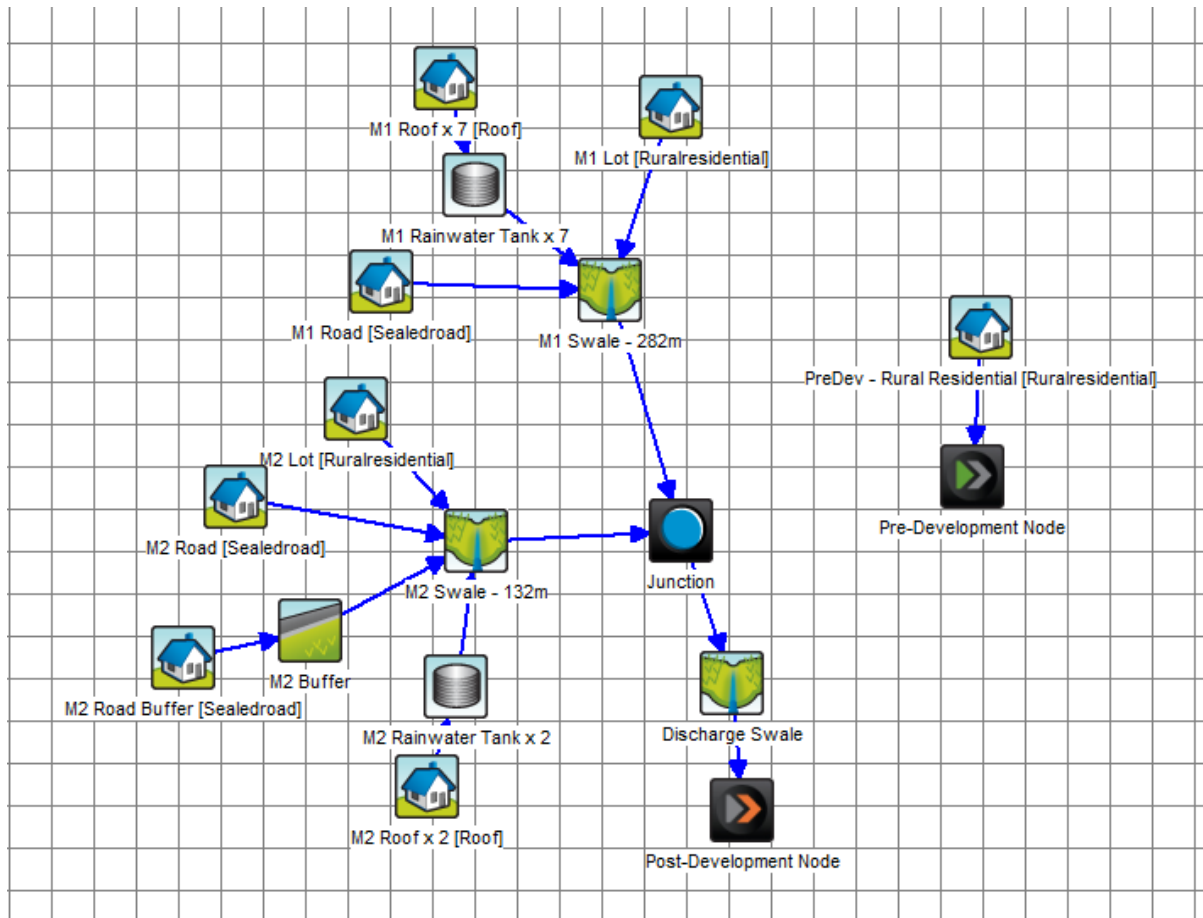 M1 Roof x 7 [Roof]
M1 Lot [Ruralresidential]
M1 Rainwater Tank x 7
M1 Road [Sealedroad]
M1 Swale - 282m
PreDev - Rural Residential [Ruralresidential]
M2 Lot [Ruralresidential]
Pre-Development Node
M2 Road [Sealedroad]
M2 Swale - 132m
Junction
M2 Buffer
M2 Road Buffer [Sealedroad]
M2 Rainwater Tank x 2
Discharge Swale
M2 Roof x 2 [Roof]
Post-Development Node